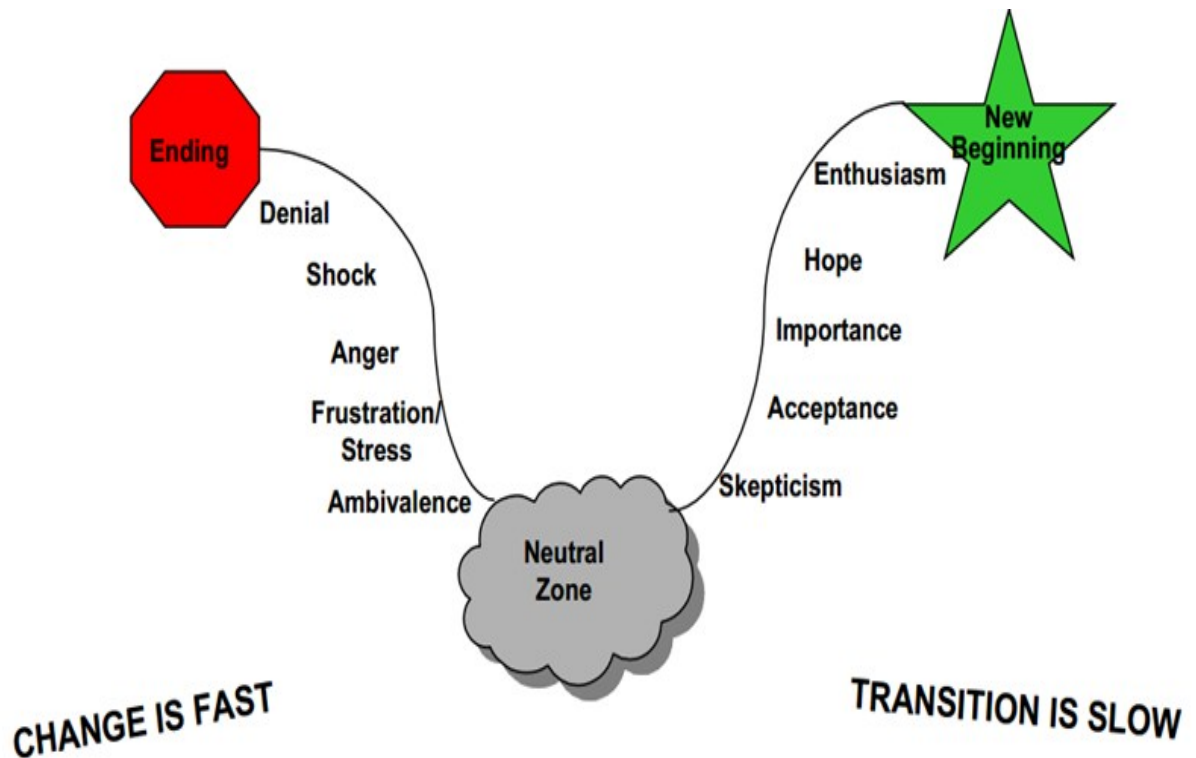 Ending
Denial
Shock
Anger
Frustration/
Stress
Ambivalence
Neutral
Zone
Skepticism
Acceptance
Importance
Hope
Enthusiasm
New
Beginning
CHANGE IS FAST
TRANSITION IS SLOW